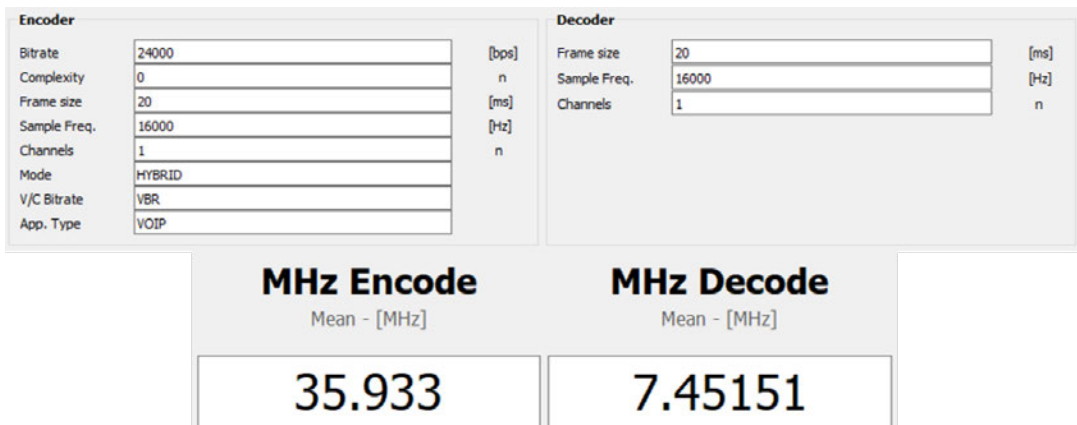 Encoder
Bitrate 24000 [bps]
Complexity 0 n
Frame size 20 [ms]
Sample Freq. 16000 [Hz]
Channels 1 n
Mode HYBRID
V/C Bitrate VBR
App. Type VOIP
Decoder
Frame size 20 [ms]
Sample Freq. 16000 [Hz]
Channels 1 n
MHz Encode
Mean - [MHz]
35.933
MHz Decode
Mean - [MHz]
7.45151